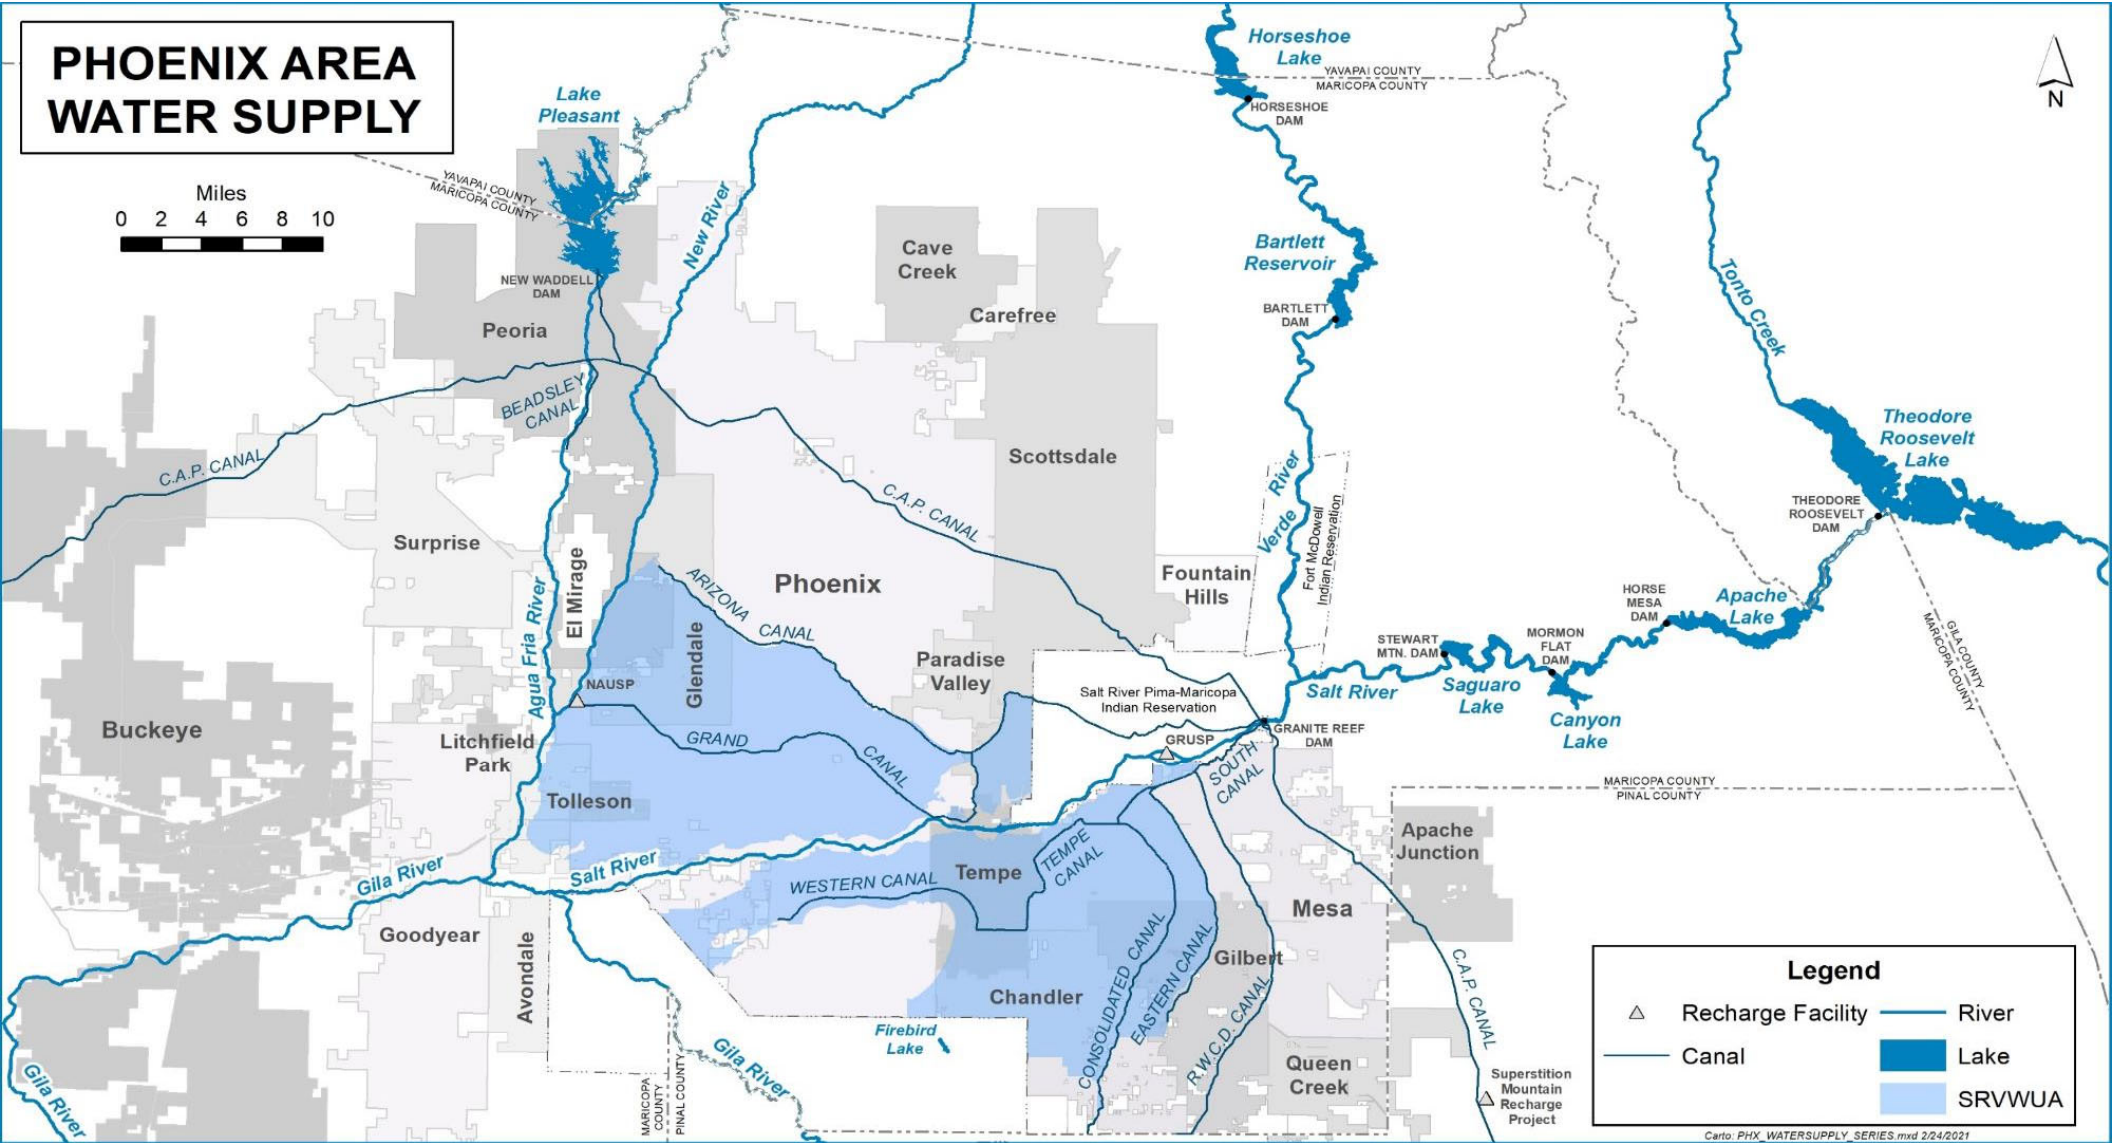 PHOENIX AREA
WATER SUPPLY
Miles
0 2 4 6 8 10
N
Horseshoe
Lake
YAVAPAI COUNTY
MARICOPA COUNTY
HORSESHOE
DAM
Lake
Pleasant
YAVAPAI COUNTY
MARICOPA COUNTY
New River
NEW WADDELL
DAM
Peoria
Cave
Creek
Carefree
Bartlett
Reservoir
BARTLETT
DAM
Tonto Creek
BEADSLEY
CANAL
C.A.P. CANAL
Scottsdale
C.A.P. CANAL
Verde River
Fort McDowell
Indian Reservation
Theodore
Roosevelt
Lake
THEODORE
ROOSEVELT
DAM
Surprise
El Mirage
Agua Fria River
ARIZONA CANAL
Phoenix
Fountain
Hills
HORSE
MESA
DAM
Apache
Lake
GILA COUNTY
MARICOPA COUNTY
STEWART
MTN. DAM
MORMON
FLAT
DAM
Glendale
Paradise
Valley
NAUSP
Salt River Pima-Maricopa
Indian Reservation
Salt River
Saguaro
Lake
Canyon
Lake
Buckeye
Litchfield
Park
GRAND CANAL
GRUSP
GRANITE REEF
DAM
SOUTH
CANAL
MARICOPA COUNTY
PINAL COUNTY
Tolleson
Apache
Junction
Gila River
Salt River
WESTERN CANAL
Tempe
TEMPE
CANAL
Mesa
Goodyear
Avondale
CONSOLIDATED CANAL
EASTERN CANAL
Gilbert
R.W.C.D. CANAL
C.A.P. CANAL
Chandler
Firebird
Lake
Gila River
Gila River
MARICOPA
COUNTY
PINAL COUNTY
Queen
Creek
Superstition
Mountain
Recharge
Project
Legend
Recharge Facility
River
Canal
Lake
SRVWUA
Carto: PHX_WATERSUPPLY_SERIES.mxd 2/24/2021